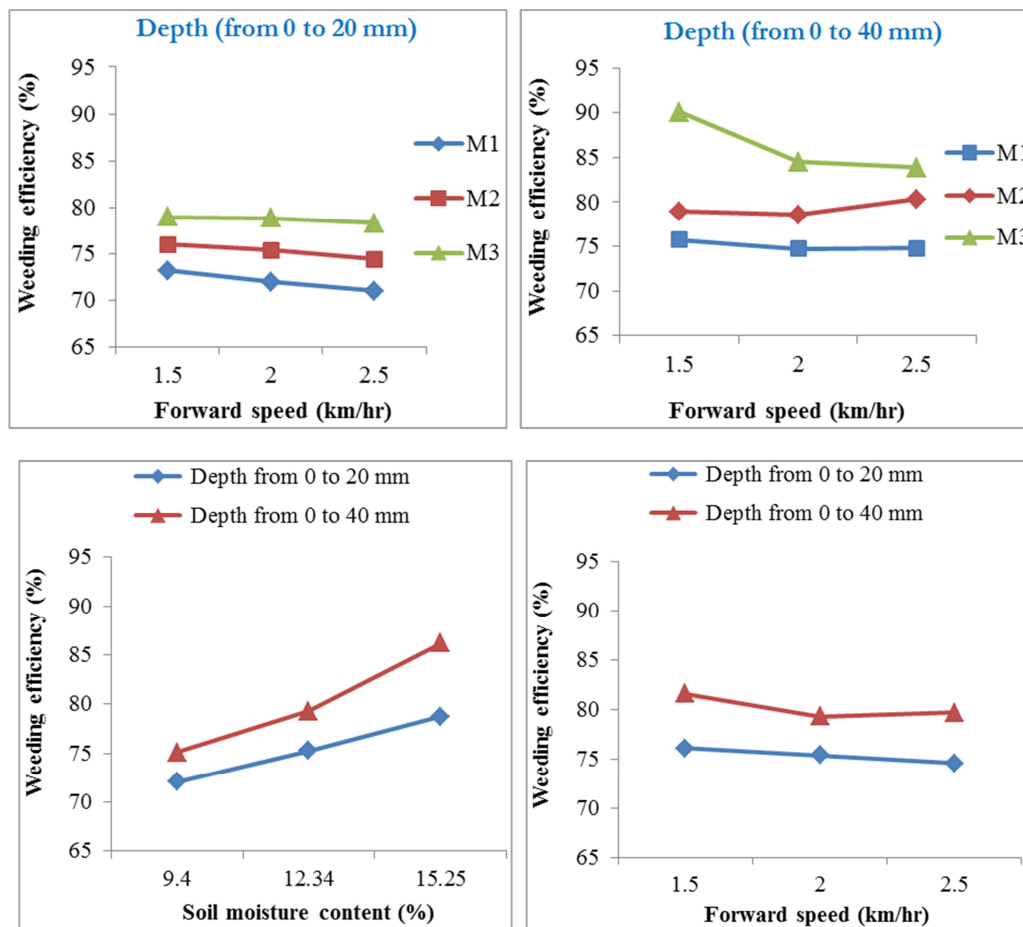 Depth (from 0 to 20 mm)
Weeding efficiency (%)
95
90
85
80
75
70
65
M1
M2
M3
1.5 2 2.5
Forward speed (km/hr)
Depth (from 0 to 40 mm)
Weeding efficiency (%)
95
90
85
80
75
70
65
M1
M2
M3
1.5 2 2.5
Forward speed (km/hr)
Depth from 0 to 20 mm
Depth from 0 to 40 mm
Weeding efficiency (%)
95
90
85
80
75
70
65
9.4 12.34 15.25
Soil moisture content (%)
Depth from 0 to 20 mm
Depth from 0 to 40 mm
Weeding efficiency (%)
95
90
85
80
75
70
65
1.5 2 2.5
Forward speed (km/hr)